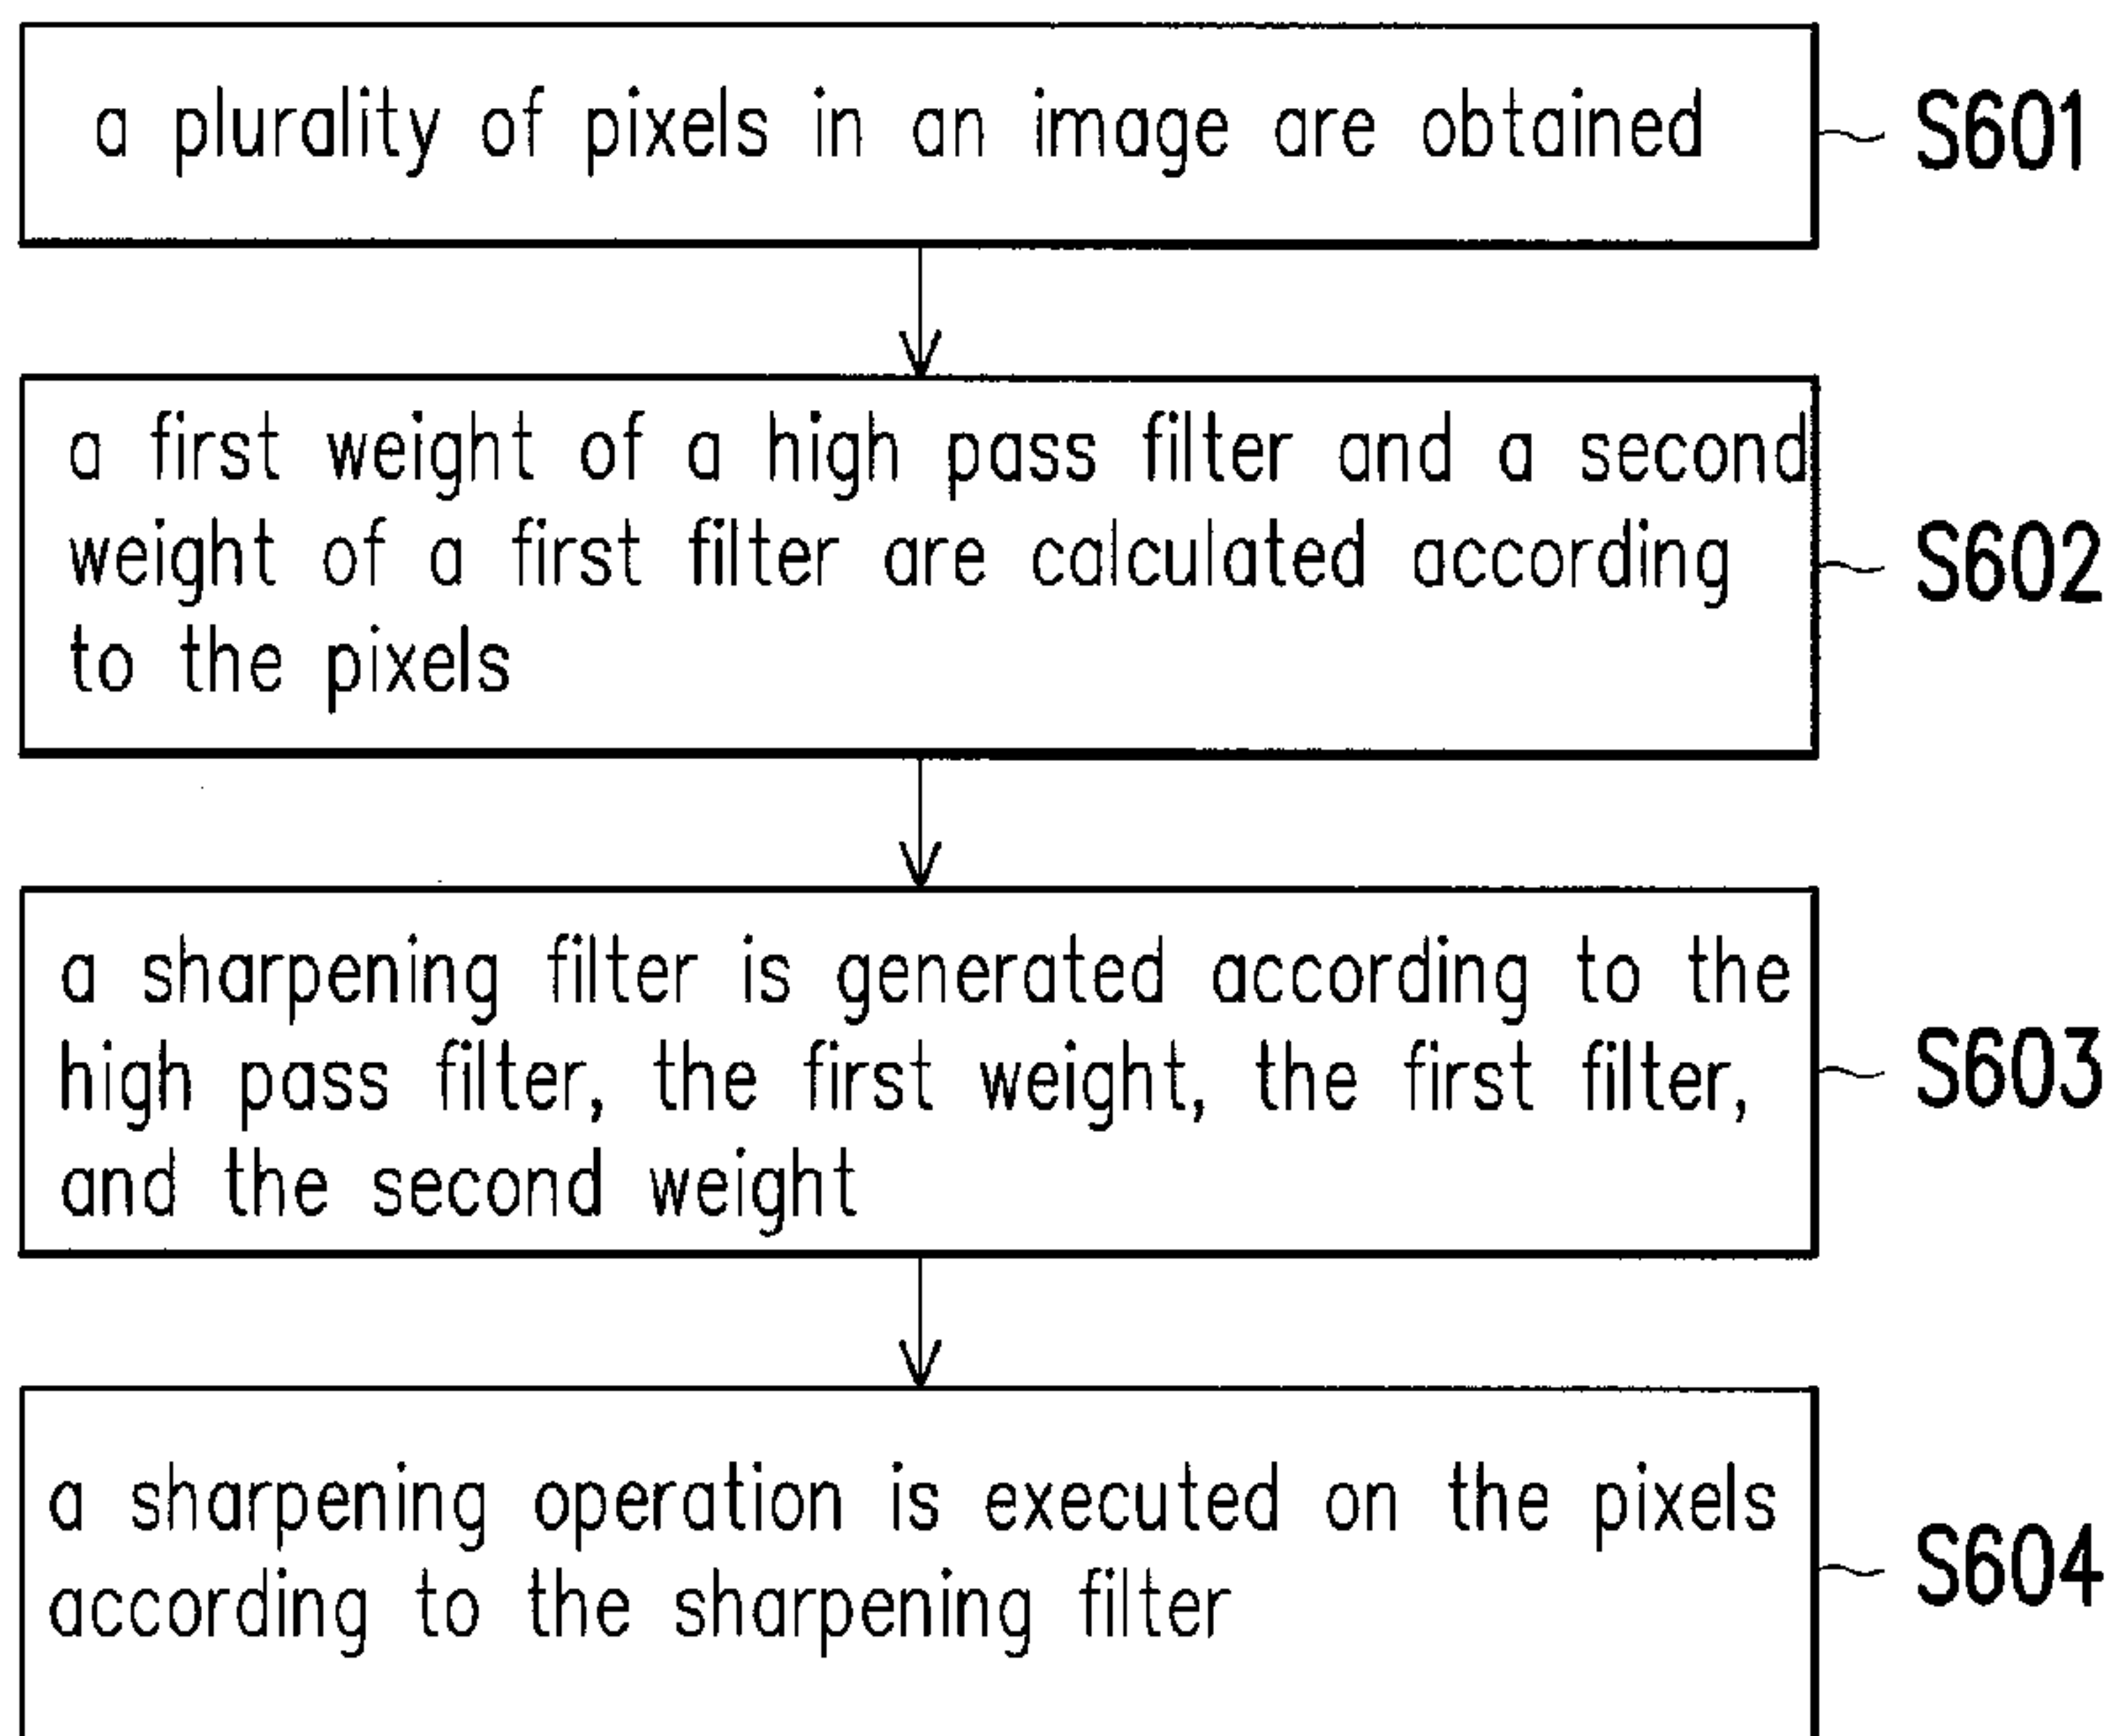 a plurality of pixels in an image are obtained
S601
a first weight of a high pass filter and a second
weight of a first filter are calculated according
to the pixels
S602
a sharpening filter is generated according to the
high pass filter, the first weight, the first filter,
and the second weight
S603
a sharpening operation is executed on the pixels
according to the sharpening filter
S604